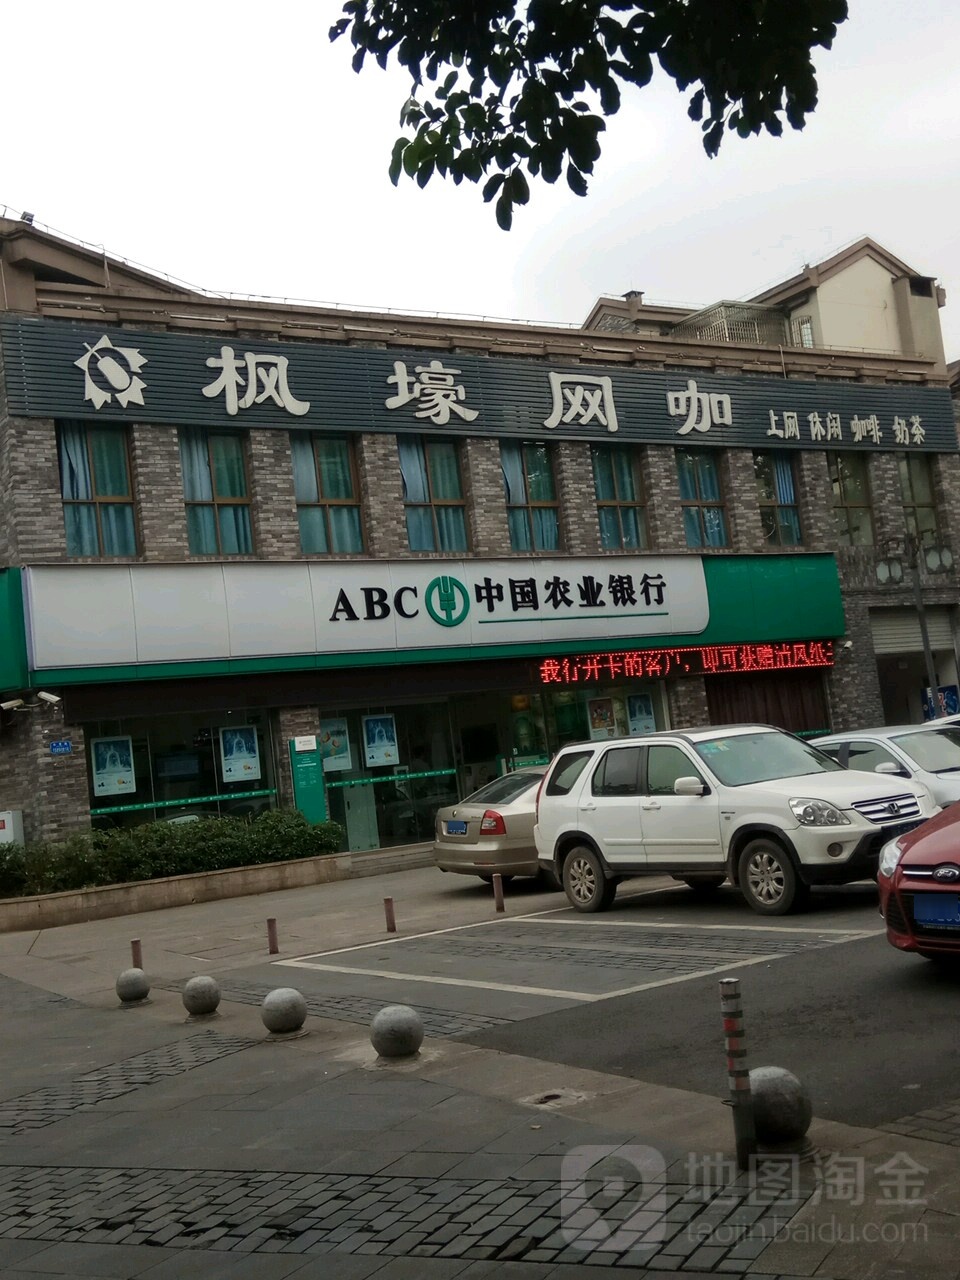 枫壕网咖 上网 休闲 咖啡 奶茶
ABC 中国农业银行
我行开卡的客户，即可获赠清风纸
地图淘金
taojin.baidu.com